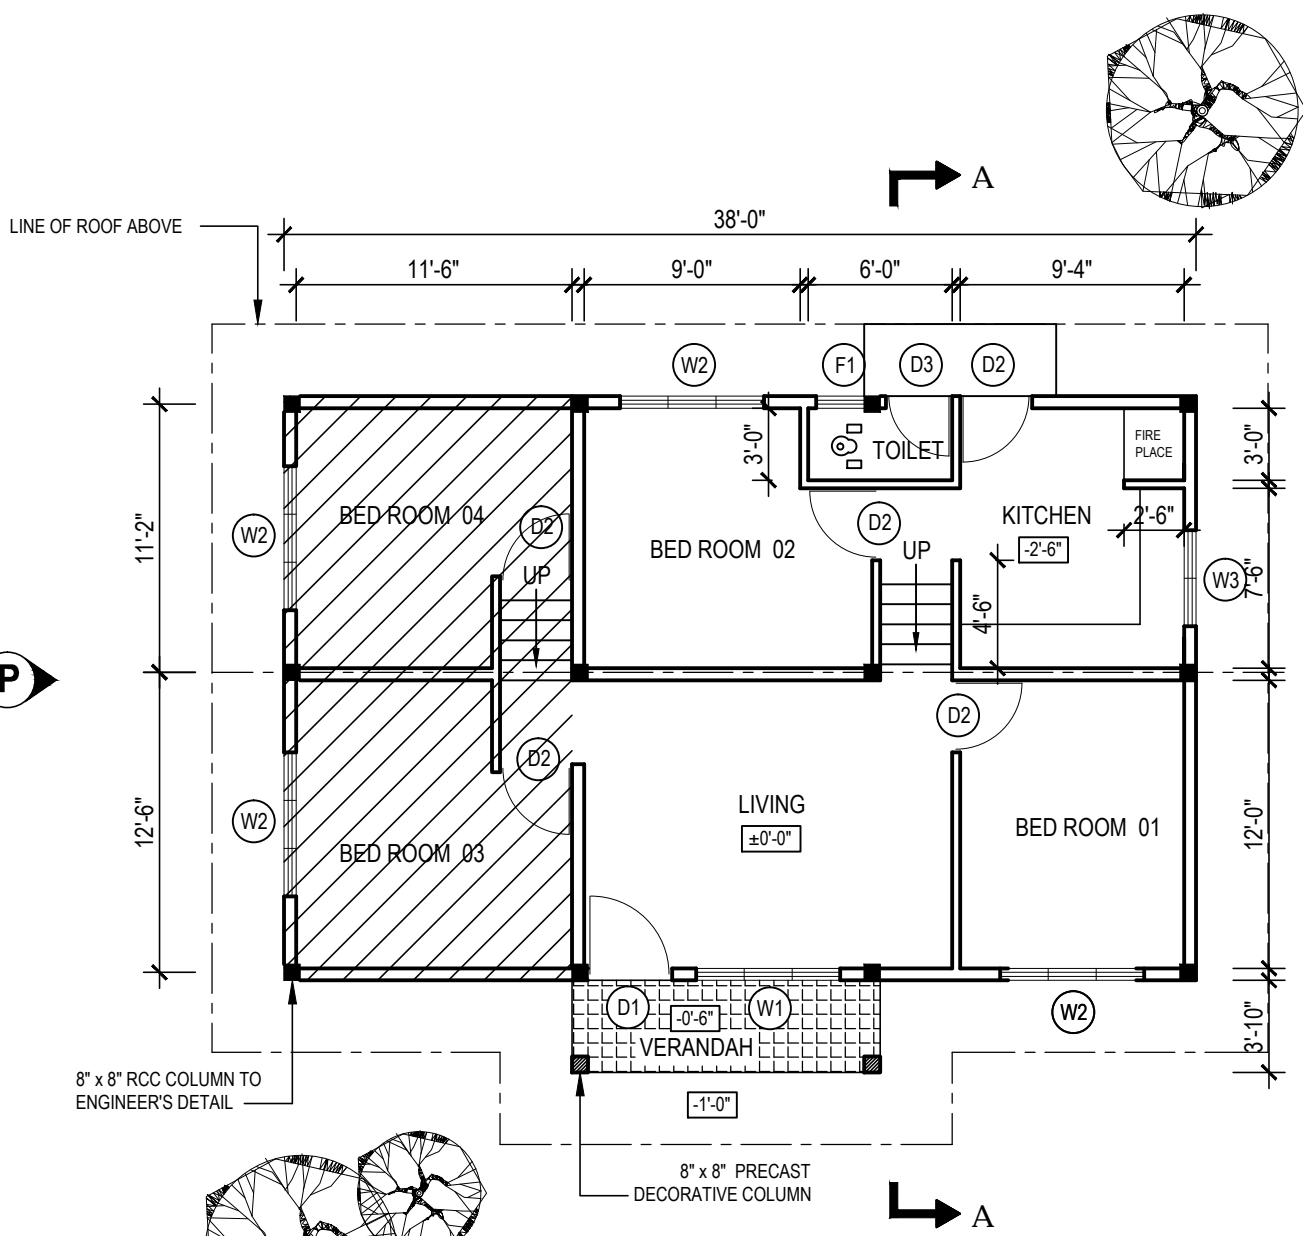 A
LINE OF ROOF ABOVE
38'-0"
11'-6"
9'-0"
6'-0"
9'-4"
W2
F1
D3
D2
3'-0"
TOILET
FIRE
PLACE
3'-0"
BED ROOM 04
D2
W2
11'-2"
BED ROOM 02
D2
KITCHEN
-2'-6"
2'-6"
UP
UP
W3
7'-6"
4'-6"
P
D2
D2
W2
12'-6"
LIVING
±0'-0"
BED ROOM 01
12'-0"
BED ROOM 03
D1
-0'-6"
W1
W2
VERANDAH
3'-10"
8" x 8" RCC COLUMN TO
ENGINEER'S DETAIL
-1'-0"
8" x 8" PRECAST
DECORATIVE COLUMN
A